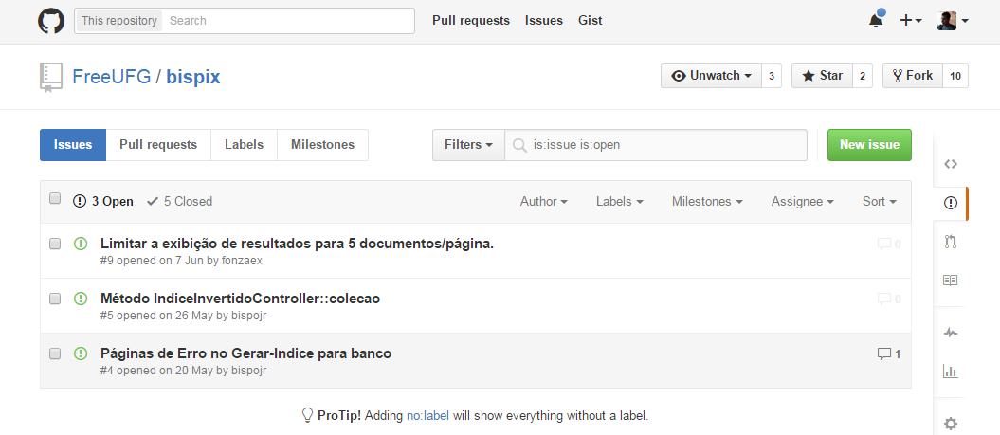 This repository Search Pull requests Issues Gist
FreeUFG / bispix Unwatch 3 Star 2 Fork 10
Issues Pull requests Labels Milestones Filters is:issue is:open New issue
3 Open 5 Closed Author Labels Milestones Assignee Sort
Limitar a exibição de resultados para 5 documentos/página. 0
#9 opened on 7 Jun by fonzaex
Método IndiceInvertidoController::colecao 0
#5 opened on 26 May by bispojr
Páginas de Erro no Gerar-Indice para banco 1
#4 opened on 20 May by bispojr
ProTip! Adding no:label will show everything without a label.